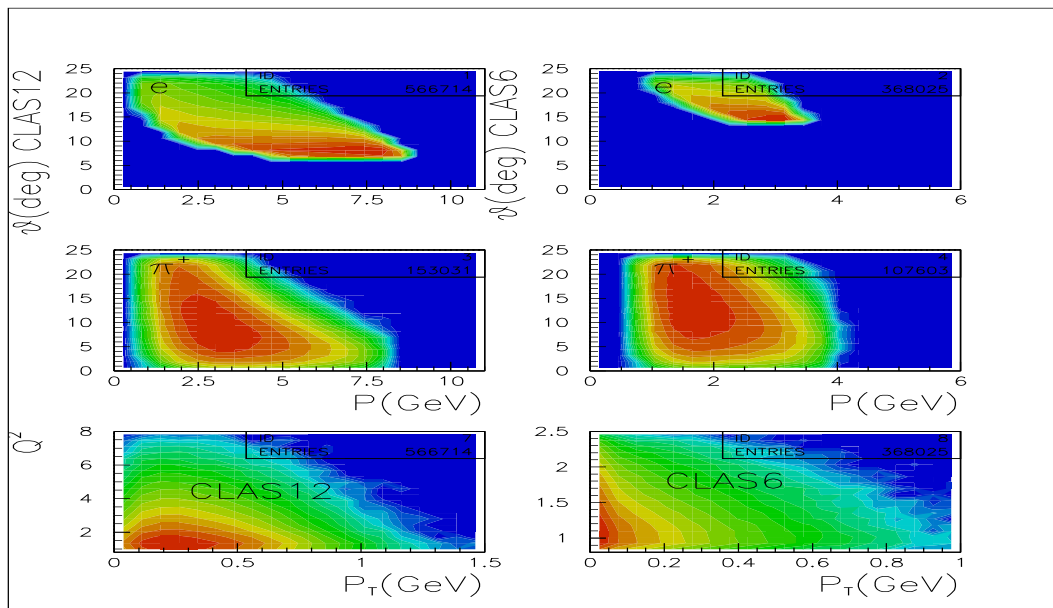 ϑ(deg) CLAS12
25
20
15
10
5
0
e
ID 1
ENTRIES 566714
0 2.5 5 7.5 10
ϑ(deg) CLAS6
25
20
15
10
5
0
e
ID 2
ENTRIES 368025
0 2 4 6
25
20
15
10
5
0
π+
ID 3
ENTRIES 153031
0 2.5 5 7.5 10
P(GeV)
25
20
15
10
5
0
π+
ID 4
ENTRIES 107603
0 2 4 6
P(GeV)
Q²
8
6
4
2
ID 7
ENTRIES 566714
CLAS12
0 0.5 1 1.5
P_T(GeV)
2.5
2
1.5
1
ID 8
ENTRIES 368025
CLAS6
0 0.2 0.4 0.6 0.8 1
P_T(GeV)